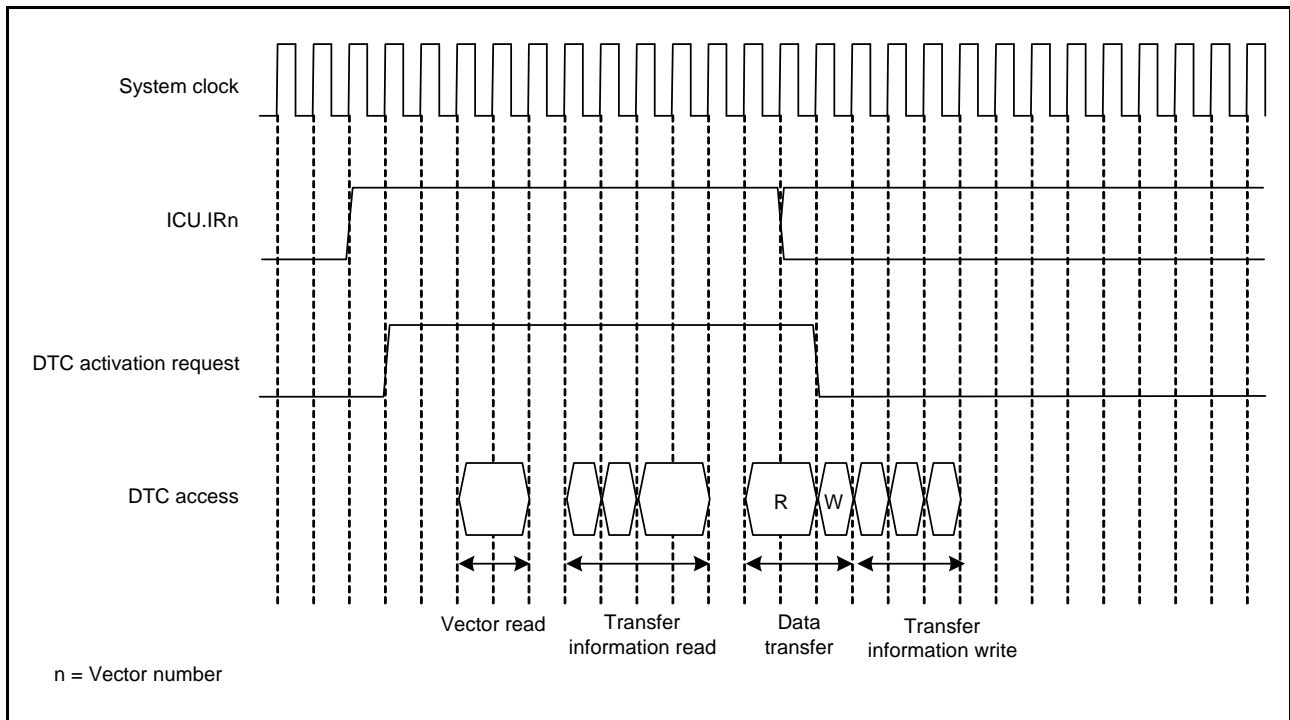 System clock
ICU.IRn
DTC activation request
DTC access
R
W
Vector read
Transfer
information read
Data
transfer
Transfer
information write
n = Vector number